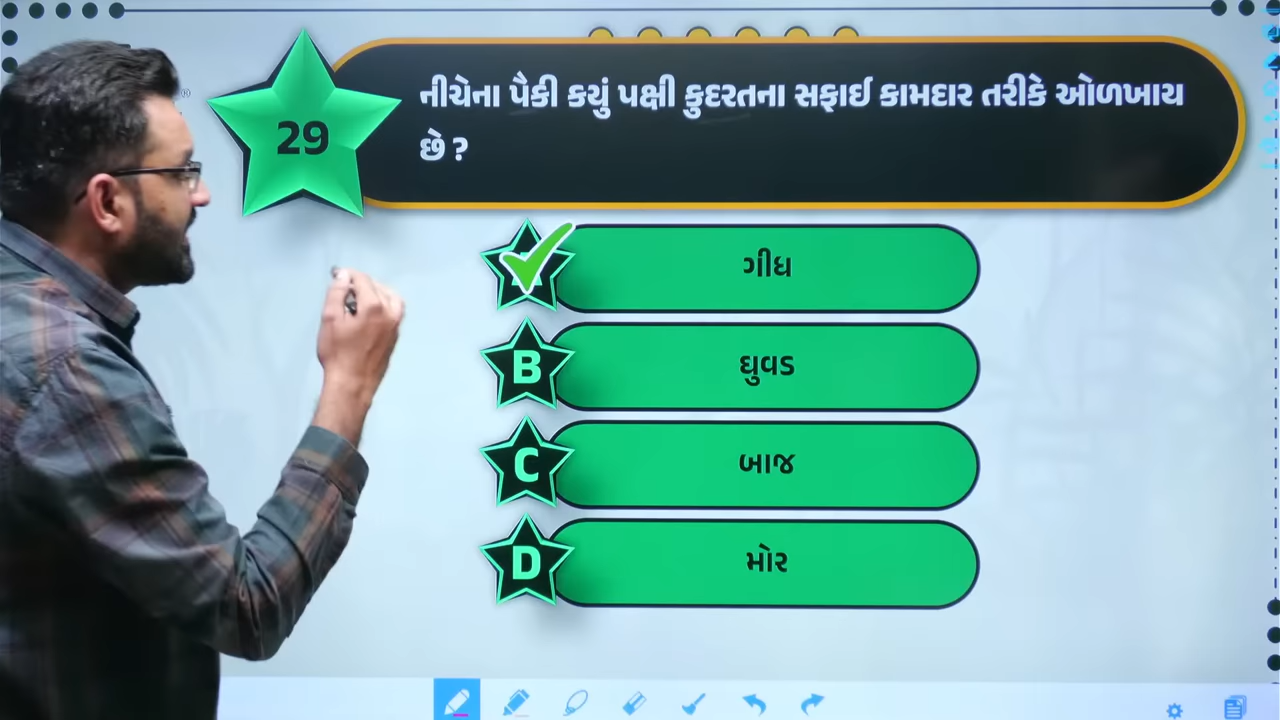 29
નીચેના પૈકી કયું પક્ષી કુદરતના સફાઈ કામદાર તરીકે ઓળખાય
છે ?
ગીધ
B
ઘુવડ
C
બાજ
D
મોર
®